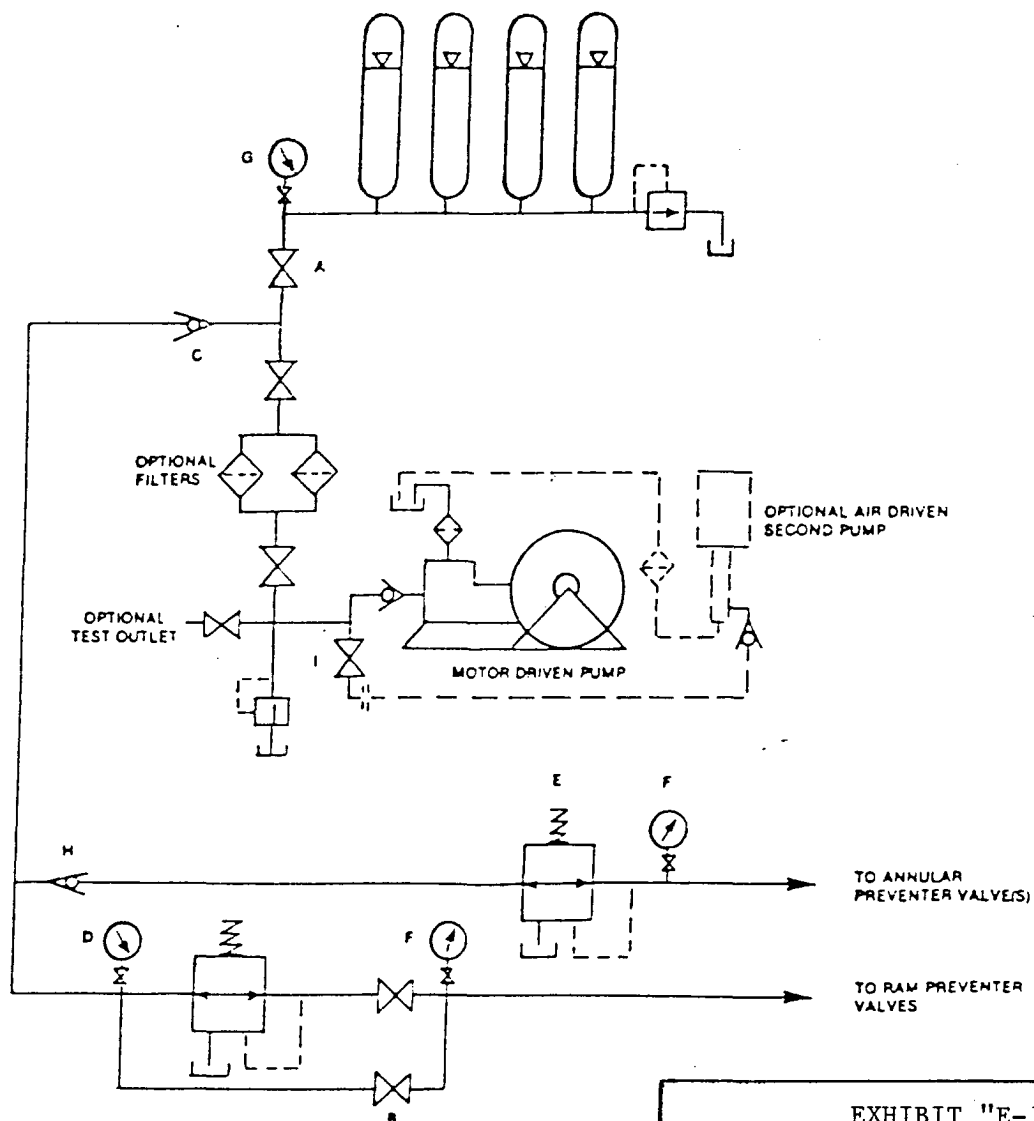 G
A
C
OPTIONAL
FILTERS
OPTIONAL AIR DRIVEN
SECOND PUMP
OPTIONAL
TEST OUTLET
I
MOTOR DRIVEN PUMP
E
F
H
TO ANNULAR
PREVENTER VALVE(S)
D
F
TO RAM PREVENTER
VALVES
B
EXHIBIT "E-